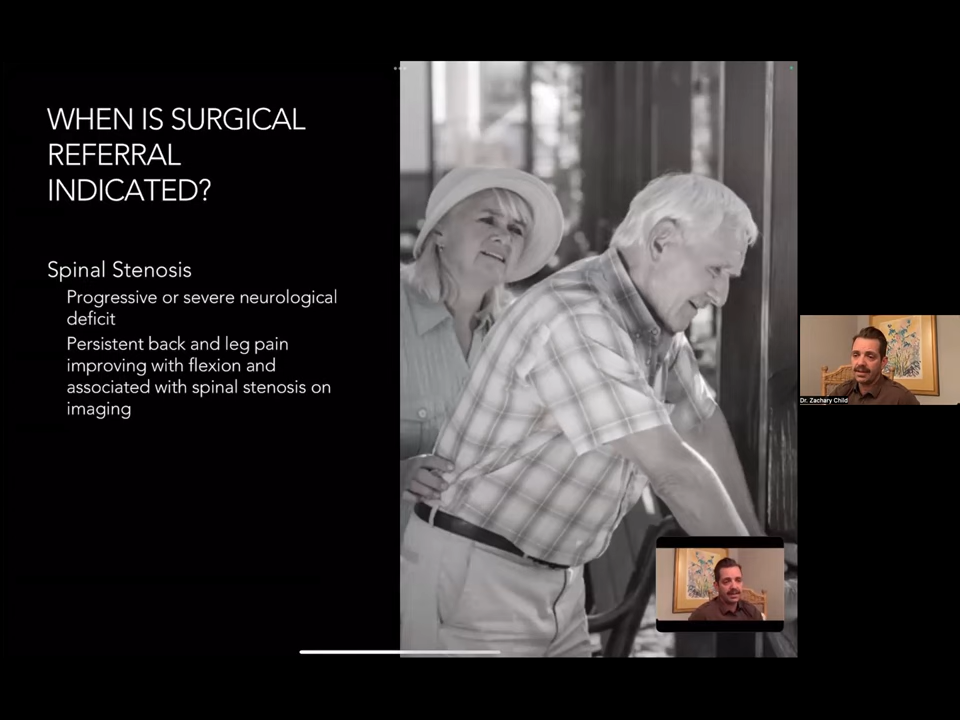 WHEN IS SURGICAL
REFERRAL
INDICATED?
Spinal Stenosis
Progressive or severe neurological
deficit
Persistent back and leg pain
improving with flexion and
associated with spinal stenosis on
imaging
Dr. Zachary Child